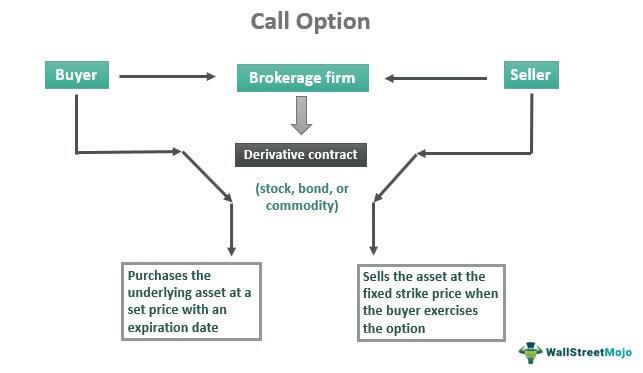 Call Option
Buyer
Brokerage firm
Seller
Derivative contract
(stock, bond, or
commodity)
Purchases the
underlying asset at a
set price with an
expiration date
Sells the asset at the
fixed strike price when
the buyer exercises
the option
WallStreetMojo